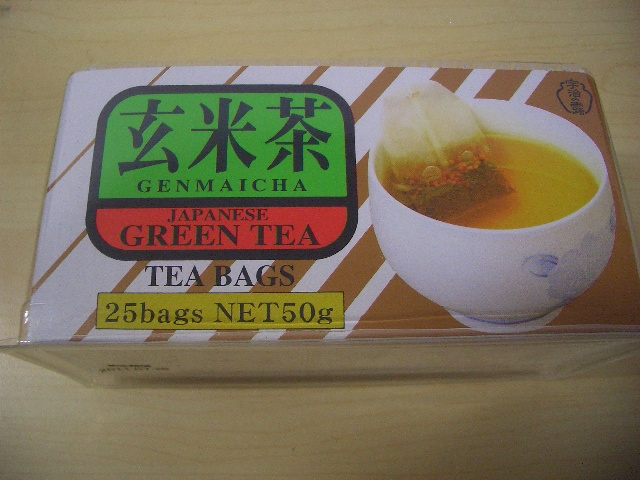 玄米茶
GENMAICHA
JAPANESE
GREEN TEA
TEA BAGS
25bags NET50g